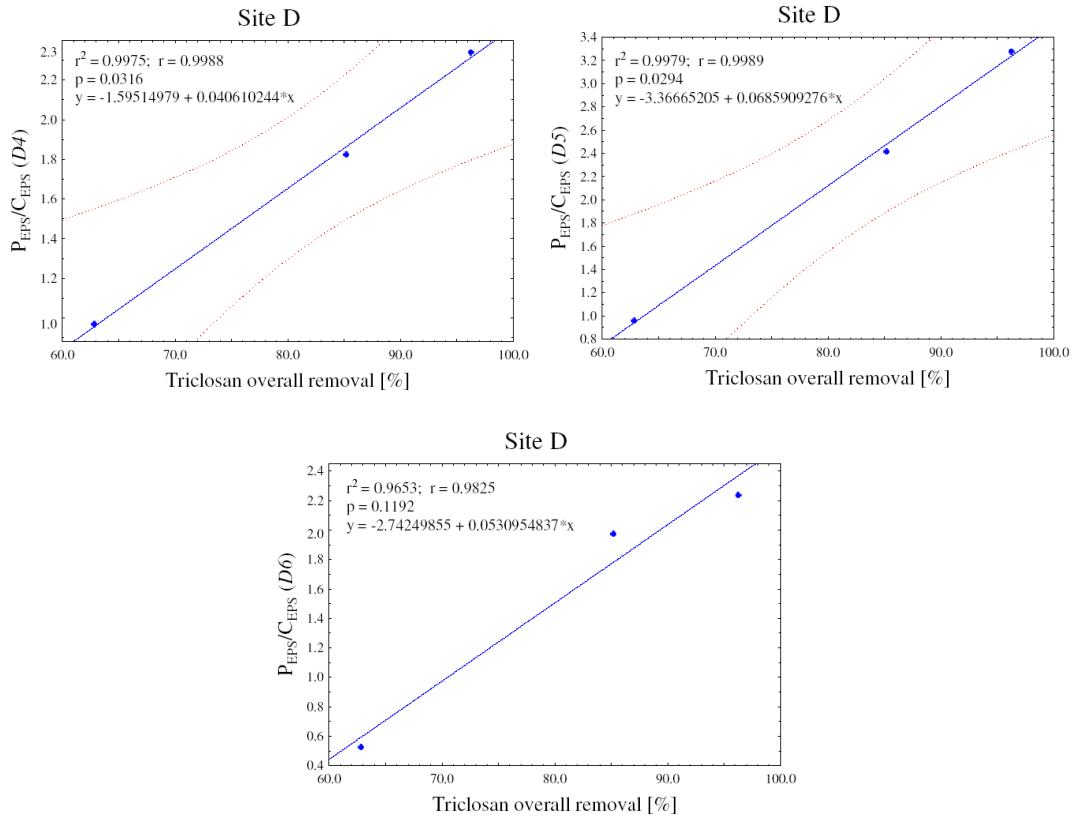 Site D
r² = 0.9975; r = 0.9988
p = 0.0316
y = -1.59514979 + 0.040610244*x
P_EPS/C_EPS (D4)
2.3
2.2
2.0
1.8
1.6
1.4
1.2
1.0
60.0 70.0 80.0 90.0 100.0
Triclosan overall removal [%]
Site D
r² = 0.9979; r = 0.9989
p = 0.0294
y = -3.36665205 + 0.0685909276*x
P_EPS/C_EPS (D5)
3.4
3.2
3.0
2.8
2.6
2.4
2.2
2.0
1.8
1.6
1.4
1.2
1.0
0.8
60.0 70.0 80.0 90.0 100.0
Triclosan overall removal [%]
Site D
r² = 0.9653; r = 0.9825
p = 0.1192
y = -2.74249855 + 0.0530954837*x
P_EPS/C_EPS (D6)
2.4
2.2
2.0
1.8
1.6
1.4
1.2
1.0
0.8
0.6
0.4
60.0 70.0 80.0 90.0 100.0
Triclosan overall removal [%]